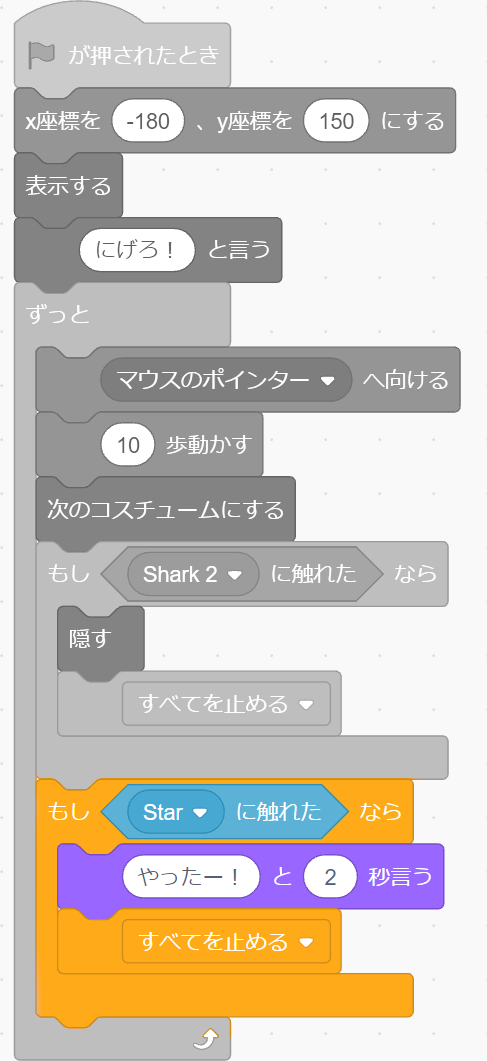 が押されたとき
x座標を -180 、y座標を 150 にする
表示する
にげろ！ と言う
ずっと
マウスのポインター へ向ける
10 歩動かす
次のコスチュームにする
もし Shark 2 に触れた なら
隠す
すべてを止める
もし Star に触れた なら
やったー！ と 2 秒言う
すべてを止める